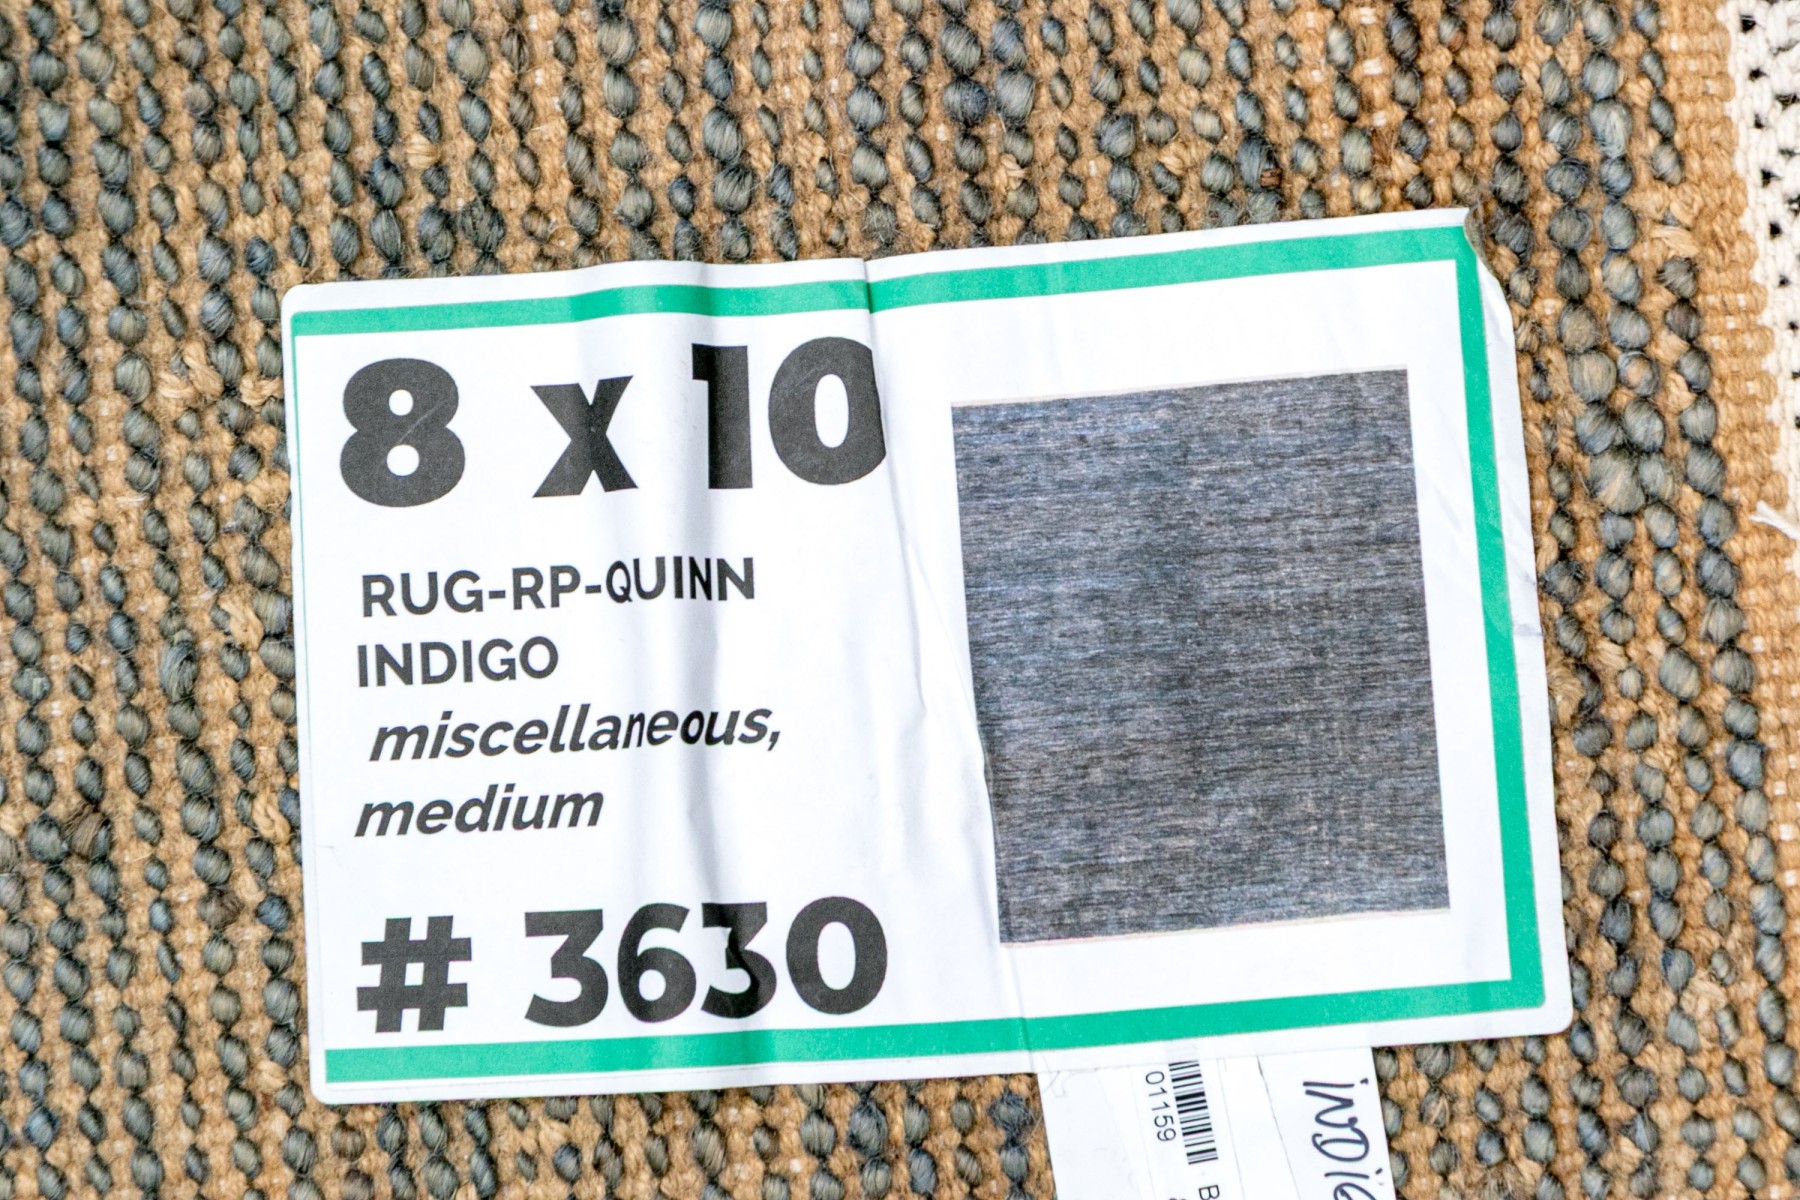 8 x 10
RUG-RP-QUINN
INDIGO
miscellaneous,
medium
# 3630
01159
B